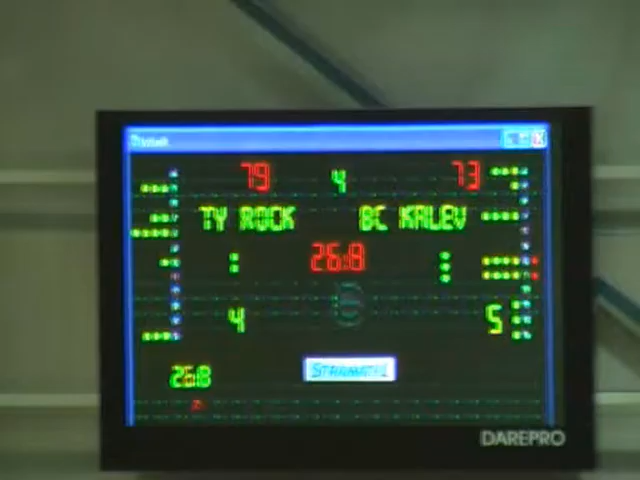 79 4 73
TY ROCK BC KALEV
26:8
4 5
26:8
DAREPRO